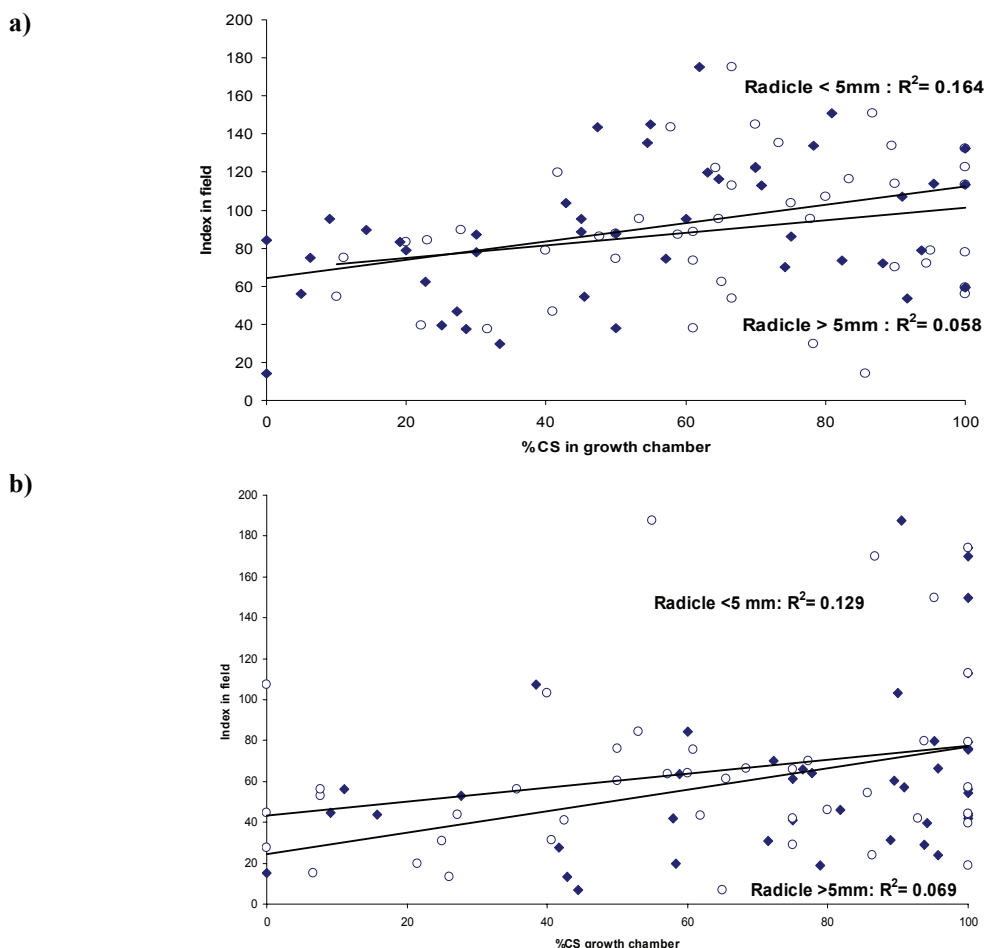 a)
200
180
160
140
120
100
80
60
40
20
0
Index in field
Radicle < 5mm : R²= 0.164
Radicle > 5mm : R²= 0.058
0 20 40 60 80 100
%CS in growth chamber
b)
200
180
160
140
120
100
80
60
40
20
0
Index in field
Radicle <5 mm: R²= 0.129
Radicle >5mm: R²= 0.069
0 20 40 60 80 100
%CS growth chamber